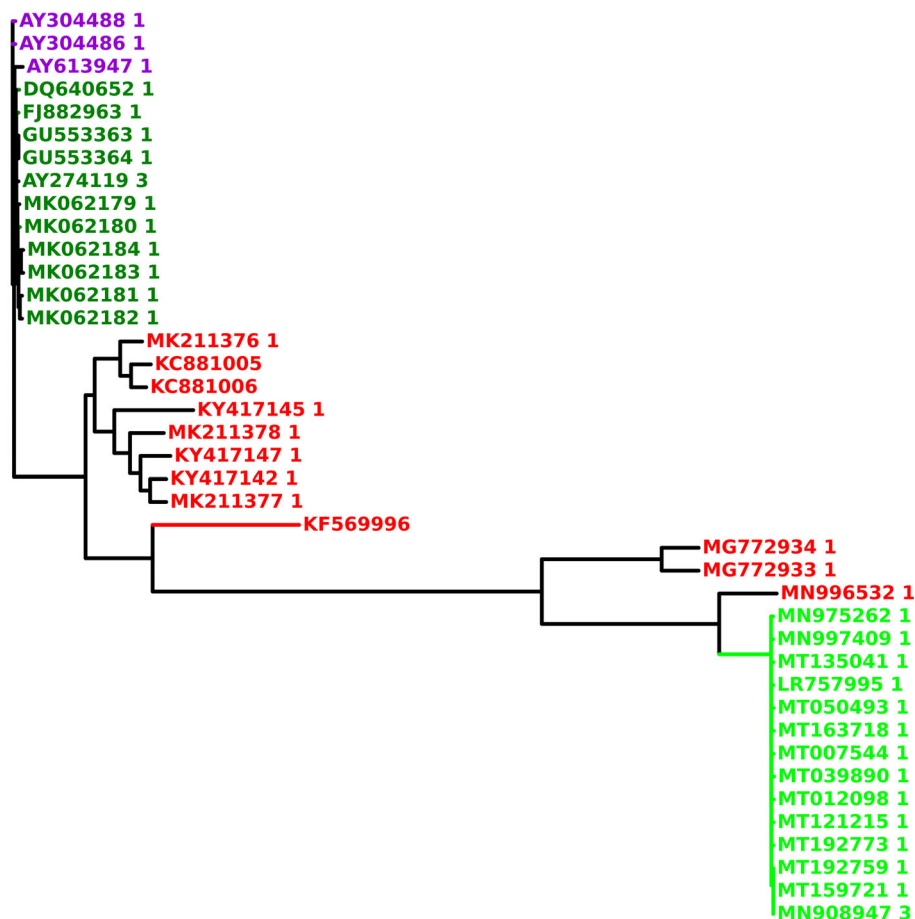 AY304488 1
AY304486 1
AY613947 1
DQ640652 1
FJ882963 1
GU553363 1
GU553364 1
AY274119 3
MK062179 1
MK062180 1
MK062184 1
MK062183 1
MK062181 1
MK062182 1
MK211376 1
KC881005
KC881006
KY417145 1
MK211378 1
KY417147 1
KY417142 1
MK211377 1
KF569996
MG772934 1
MG772933 1
MN996532 1
MN975262 1
MN997409 1
MT135041 1
LR757995 1
MT050493 1
MT163718 1
MT007544 1
MT039890 1
MT012098 1
MT121215 1
MT192773 1
MT192759 1
MT159721 1
MN908947 3